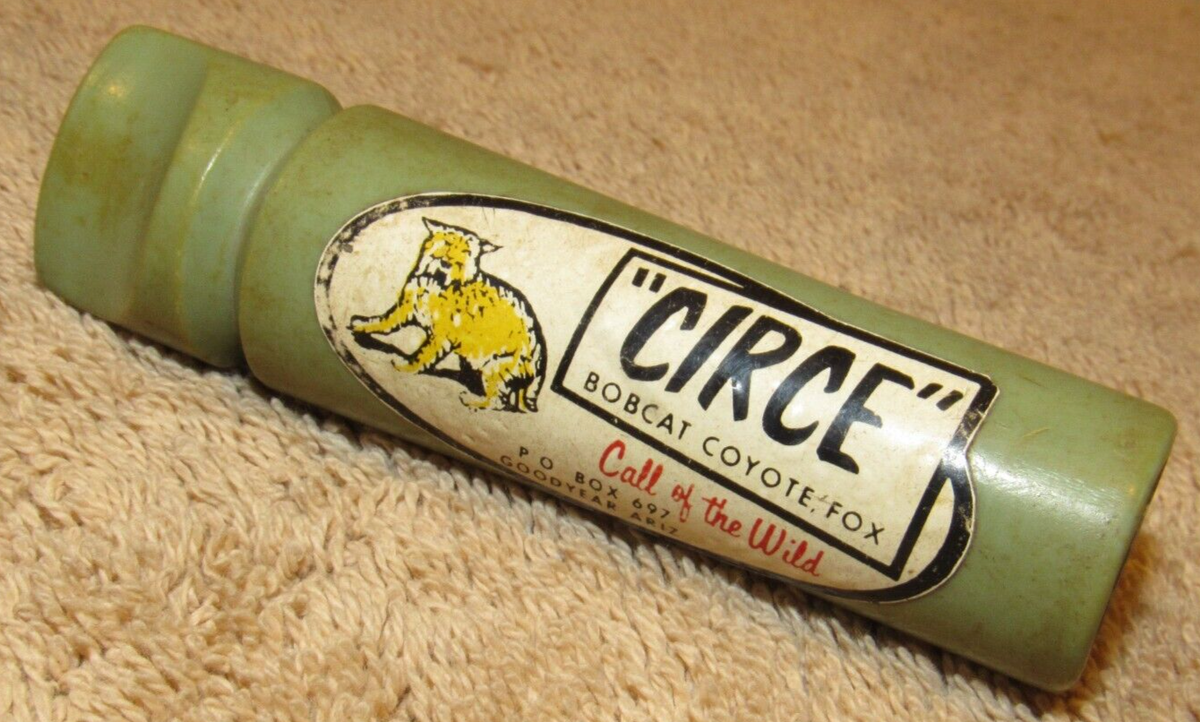 "CIRCE"
BOBCAT COYOTE, FOX
Call of the Wild
P O BOX 697
GOODYEAR ARIZ